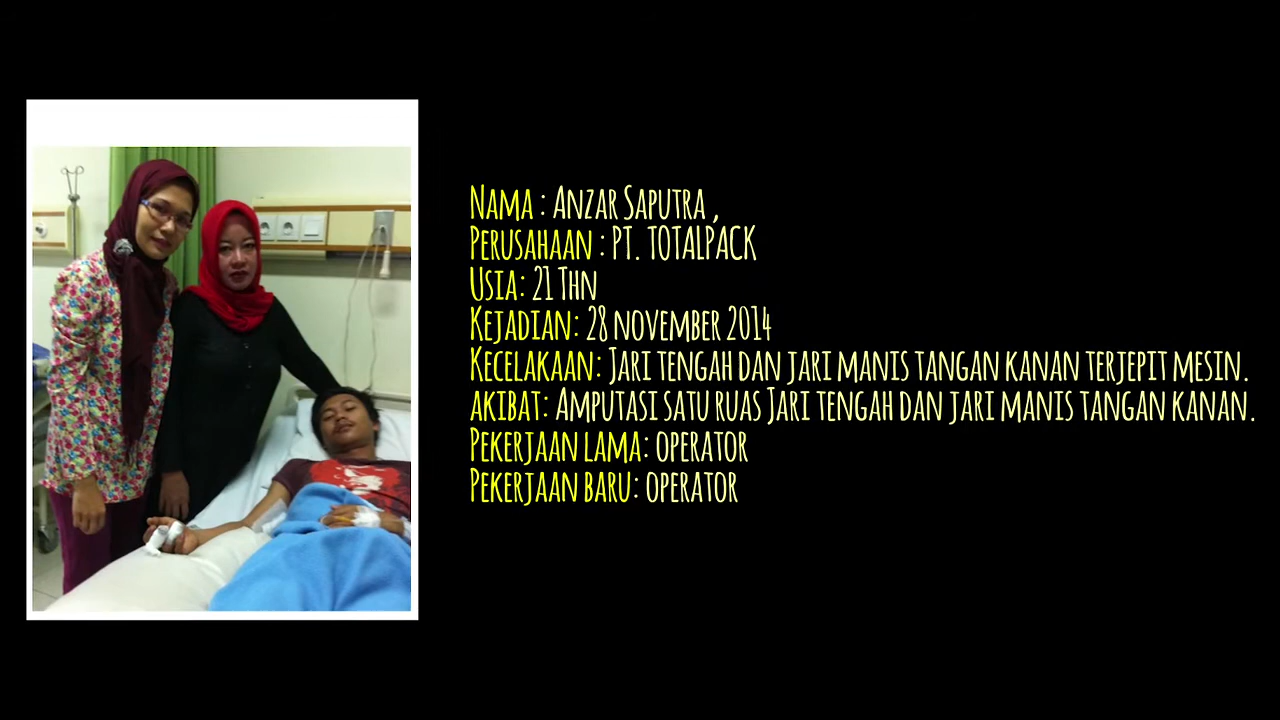 Nama : Anzar Saputra ,
Perusahaan : PT. TOTALPACK
Usia: 21 Thn
Kejadian: 28 november 2014
Kecelakaan: Jari tengah dan jari manis tangan kanan terjepit mesin.
akibat: Amputasi satu ruas Jari tengah dan jari manis tangan kanan.
Pekerjaan lama: operator
Pekerjaan baru: operator